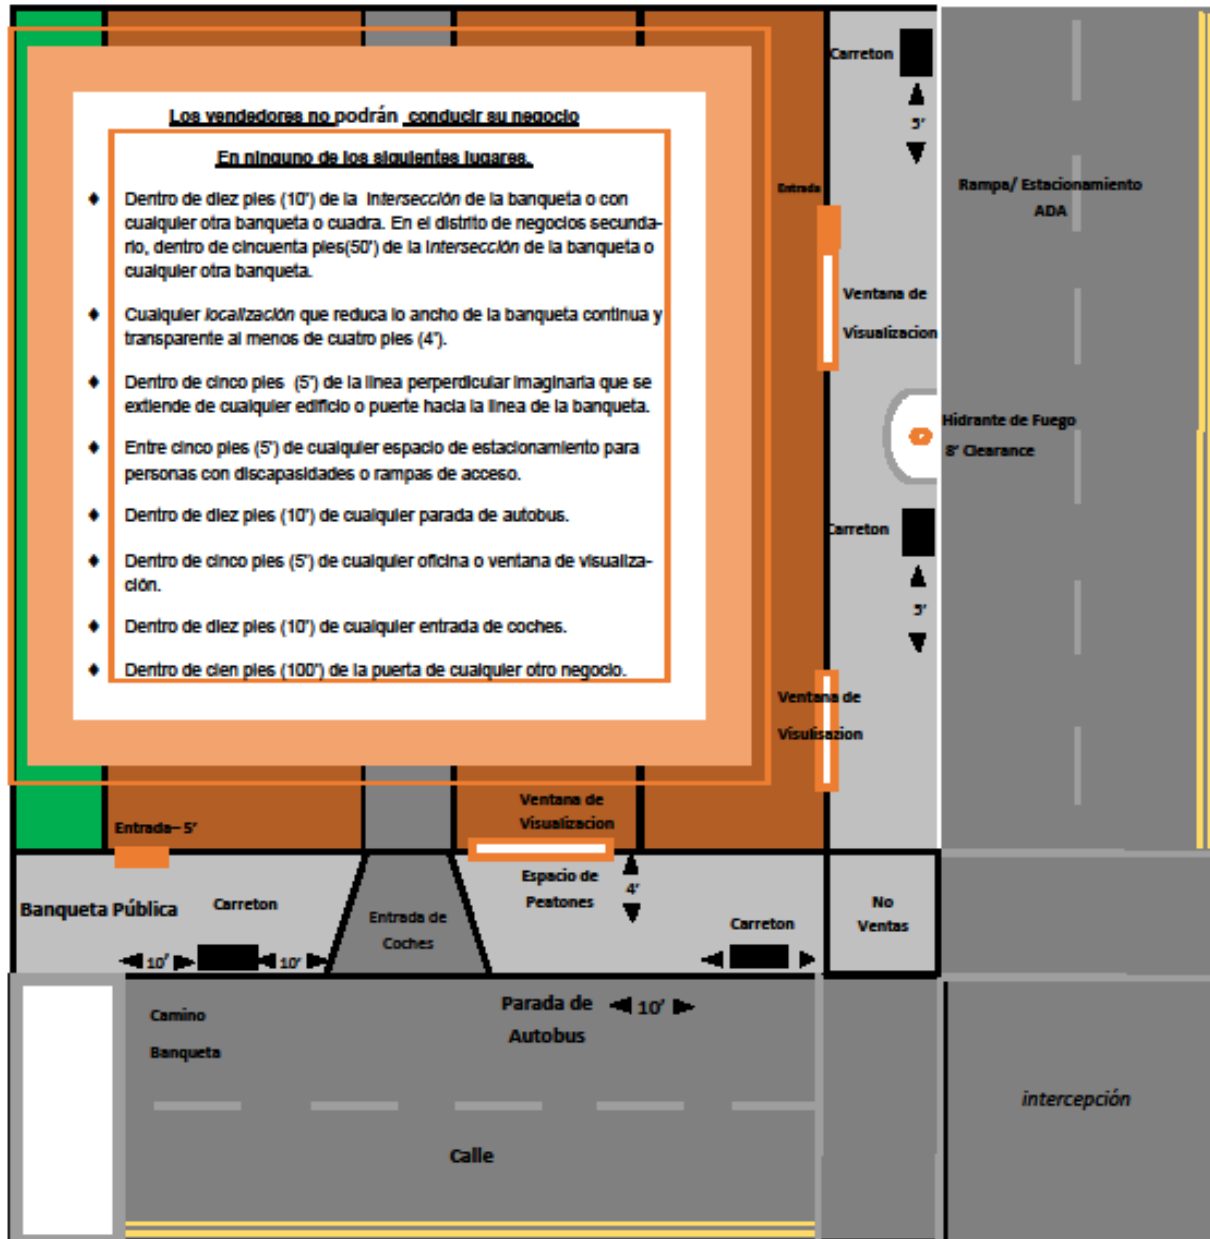 Los vendedores no podrán conducir su negocio
En ninguno de los siguientes lugares.
♦ Dentro de diez pies (10') de la Intersección de la banqueta o con
cualquier otra banqueta o cuadra. En el distrito de negocios secunda-
rio, dentro de cincuenta pies(50') de la Intersección de la banqueta o
cualquier otra banqueta.
♦ Cualquier localización que reduca lo ancho de la banqueta continua y
transparente al menos de cuatro pies (4').
♦ Dentro de cinco pies (5') de la linea perperdicular imaginaria que se
extiende de cualquier edificio o puerte hacia la linea de la banqueta.
♦ Entre cinco pies (5') de cualquier espacio de estacionamiento para
personas con discapasidades o rampas de acceso.
♦ Dentro de diez pies (10') de cualquier parada de autobus.
♦ Dentro de cinco pies (5') de cualquier oficina o ventana de visualiza-
ción.
♦ Dentro de diez pies (10') de cualquier entrada de coches.
♦ Dentro de cien pies (100') de la puerta de cualquier otro negocio.
Carreton
5'
Entrada
Rampa/ Estacionamiento
ADA
Ventana de
Visualizacion
Hidrante de Fuego
8' Clearance
Carreton
5'
Ventana de
Visulisazion
Entrada– 5'
Ventana de
Visualizacion
Banqueta Pública
Carreton
10'
10'
Entrada de
Coches
Espacio de
Peatones
4'
Carreton
No
Ventas
Camino
Banqueta
Parada de
Autobus
10'
Calle
intercepción